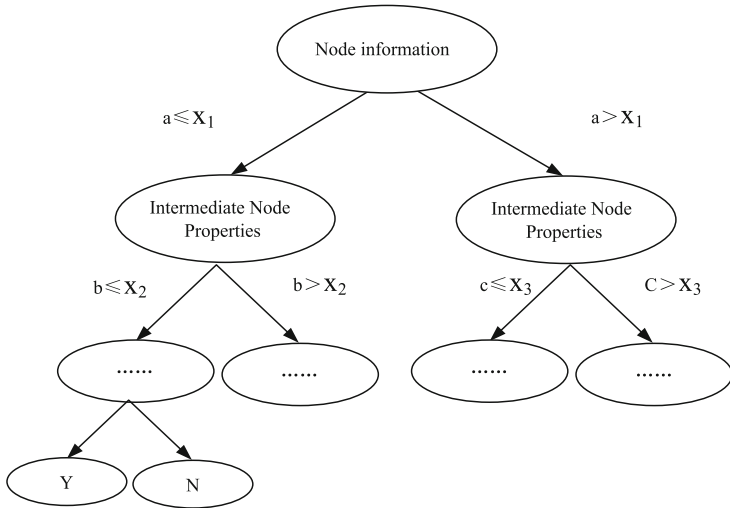 Node information
a≤x₁
a>x₁
Intermediate Node
Properties
Intermediate Node
Properties
b≤x₂
b>x₂
c≤x₃
C>x₃
......
......
......
......
Y
N